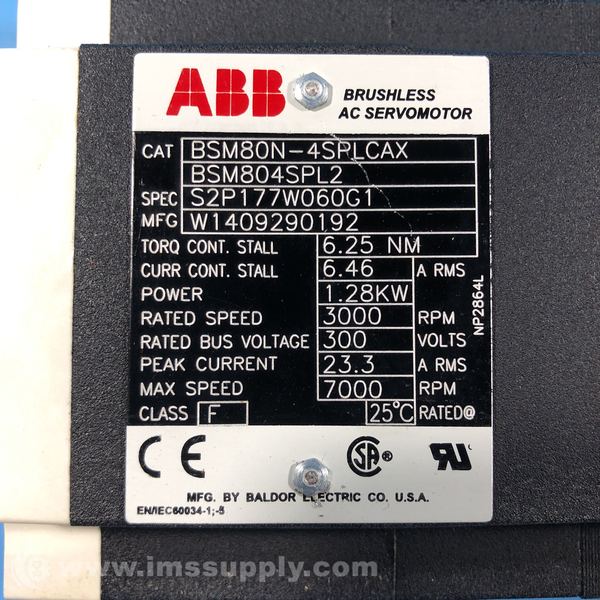 ABB
BRUSHLESS
AC SERVOMOTOR
CAT BSM80N-4SPLCAX
BSM804SPL2
SPEC S2P177W060G1
MFG W1409290192
TORQ CONT. STALL 6.25 NM
CURR CONT. STALL 6.46 A RMS
POWER 1.28KW
RATED SPEED 3000 RPM
RATED BUS VOLTAGE 300 VOLTS
PEAK CURRENT 23.3 A RMS
MAX SPEED 7000 RPM
CLASS F 25°C RATED@
NP2864L
CE SA® RU
MFG. BY BALDOR ELECTRIC CO. U.S.A.
EN/IEC60034-1;-5
www.imssupply.com